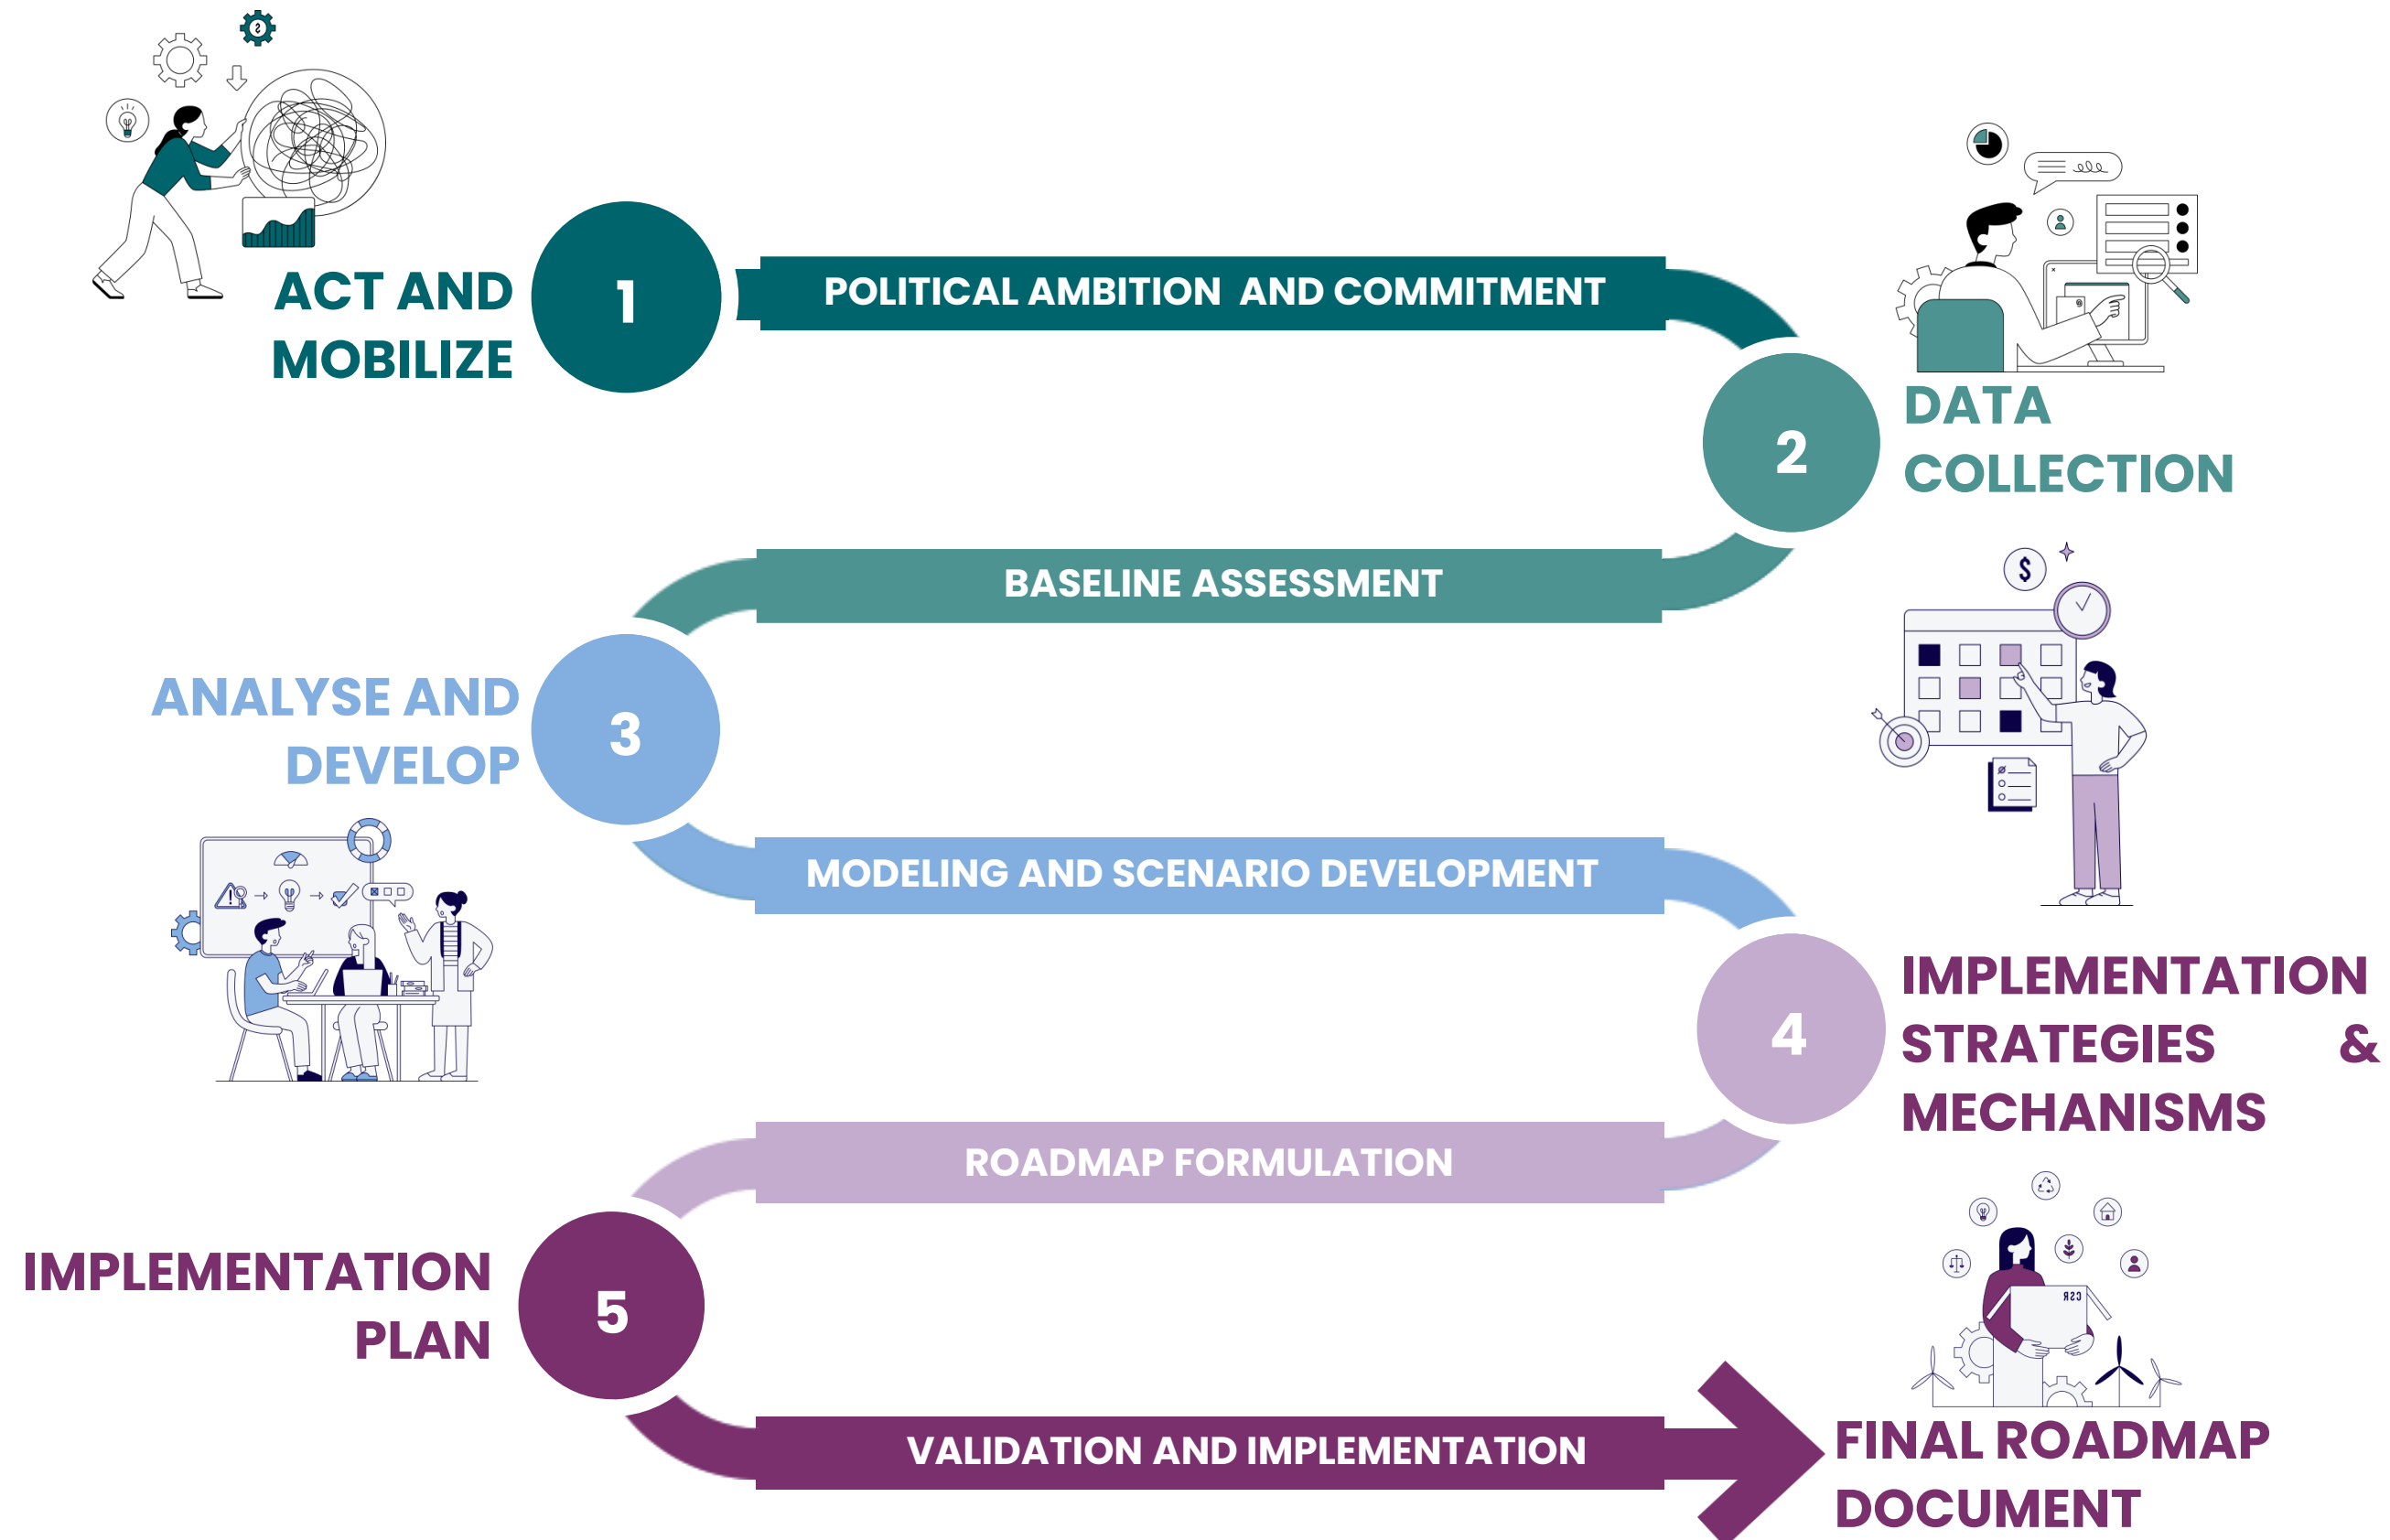 ACT AND
MOBILIZE
1
POLITICAL AMBITION AND COMMITMENT
2
DATA
COLLECTION
BASELINE ASSESSMENT
ANALYSE AND
DEVELOP
3
MODELING AND SCENARIO DEVELOPMENT
4
IMPLEMENTATION
STRATEGIES &
MECHANISMS
ROADMAP FORMULATION
IMPLEMENTATION
PLAN
5
VALIDATION AND IMPLEMENTATION
CSR
FINAL ROADMAP
DOCUMENT